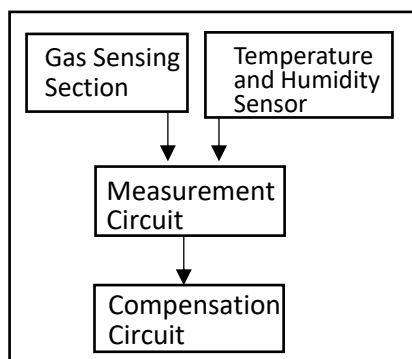 Gas Sensing
Section
Temperature
and Humidity
Sensor
Measurement
Circuit
Compensation
Circuit